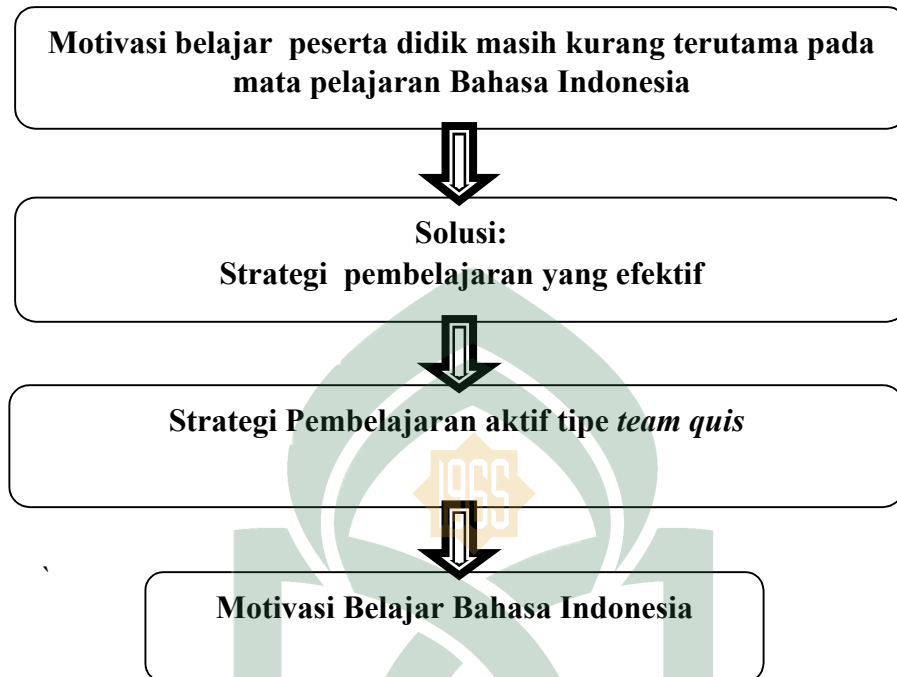 Motivasi belajar peserta didik masih kurang terutama pada
mata pelajaran Bahasa Indonesia
Solusi:
Strategi pembelajaran yang efektif
Strategi Pembelajaran aktif tipe team quis
1965
`
Motivasi Belajar Bahasa Indonesia